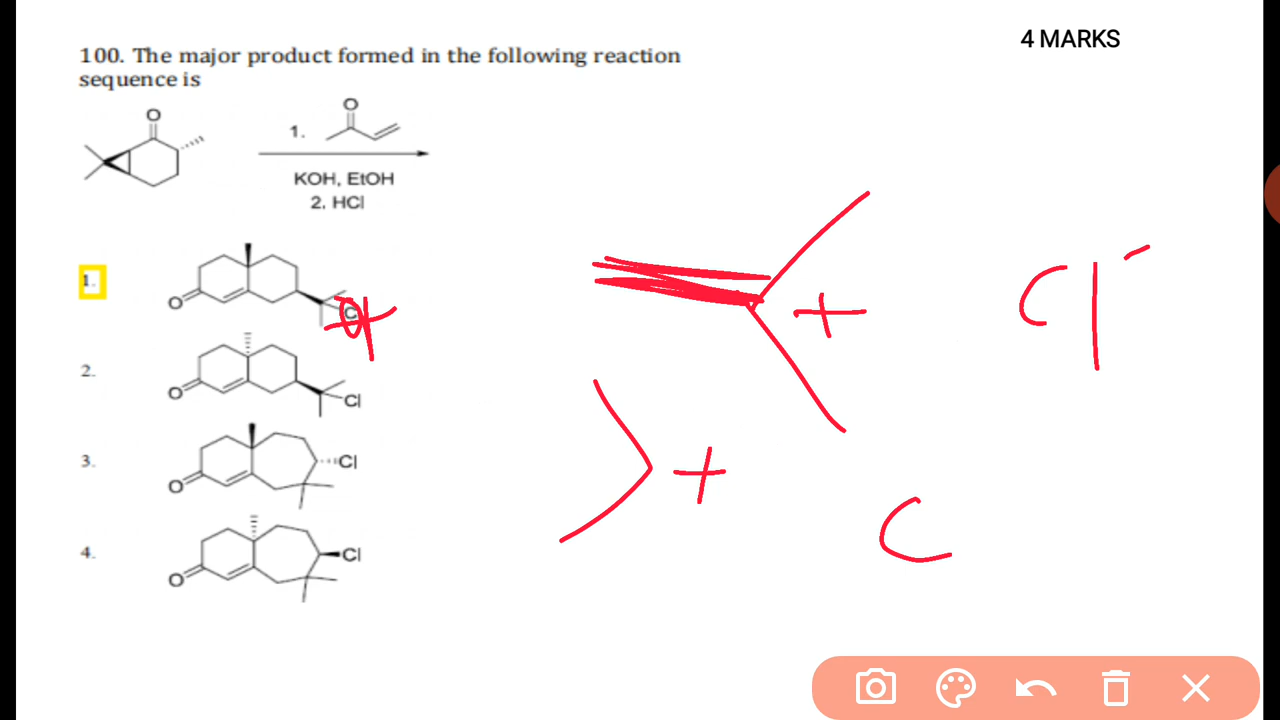 4 MARKS
100. The major product formed in the following reaction
sequence is
O
1.
O
KOH, EtOH
2. HCl
1.
O
2.
O
Cl
3.
O
Cl
4.
O
Cl
+
Cl-
+
C